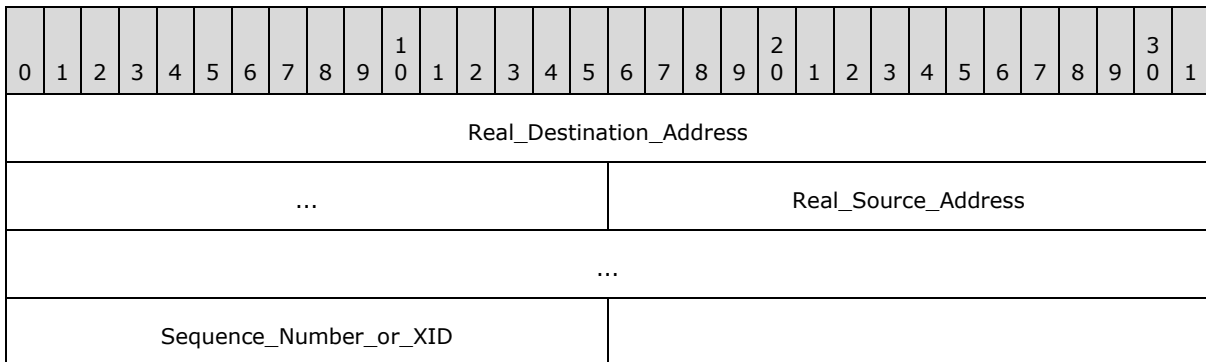 1 2 3
0 1 2 3 4 5 6 7 8 9 0 1 2 3 4 5 6 7 8 9 0 1 2 3 4 5 6 7 8 9 0 1
Real_Destination_Address
... Real_Source_Address
...
Sequence_Number_or_XID